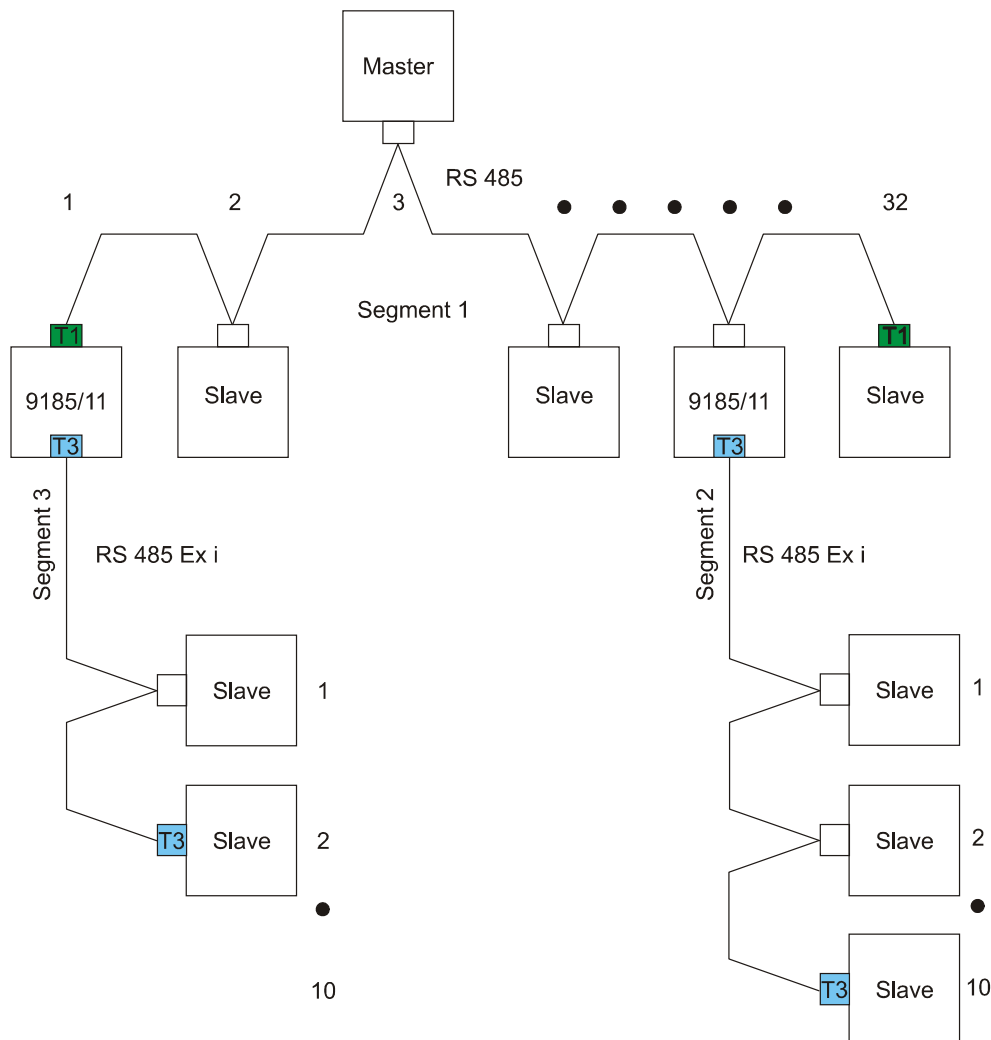 Master
RS 485
1
2
3
32
Segment 1
T1
T1
9185/11
Slave
Slave
9185/11
Slave
T3
T3
Segment 3
RS 485 Ex i
Segment 2
RS 485 Ex i
Slave
1
Slave
1
T3
Slave
2
Slave
2
10
T3
Slave
10